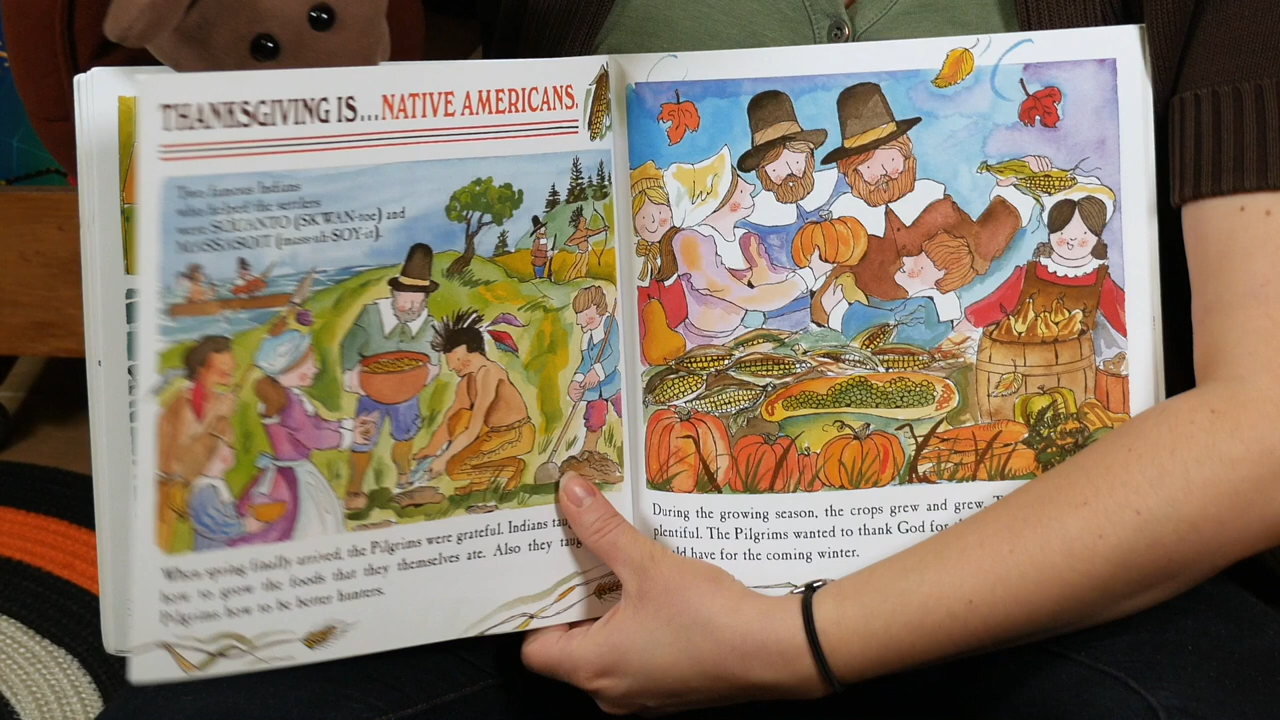 THANKSGIVING IS...NATIVE AMERICANS.
Two famous Indians
who helped the settlers
were SQUANTO (SKWAN-toe) and
MASSASOIT (mass-uh-SOY-it).
When spring finally arrived, the Pilgrims were grateful. Indians
how to grow the foods that they themselves ate. Also they
Pilgrims how to be better hunters.
During the growing season, the crops grew and grew.
plentiful. The Pilgrims wanted to thank God for
have for the coming winter.